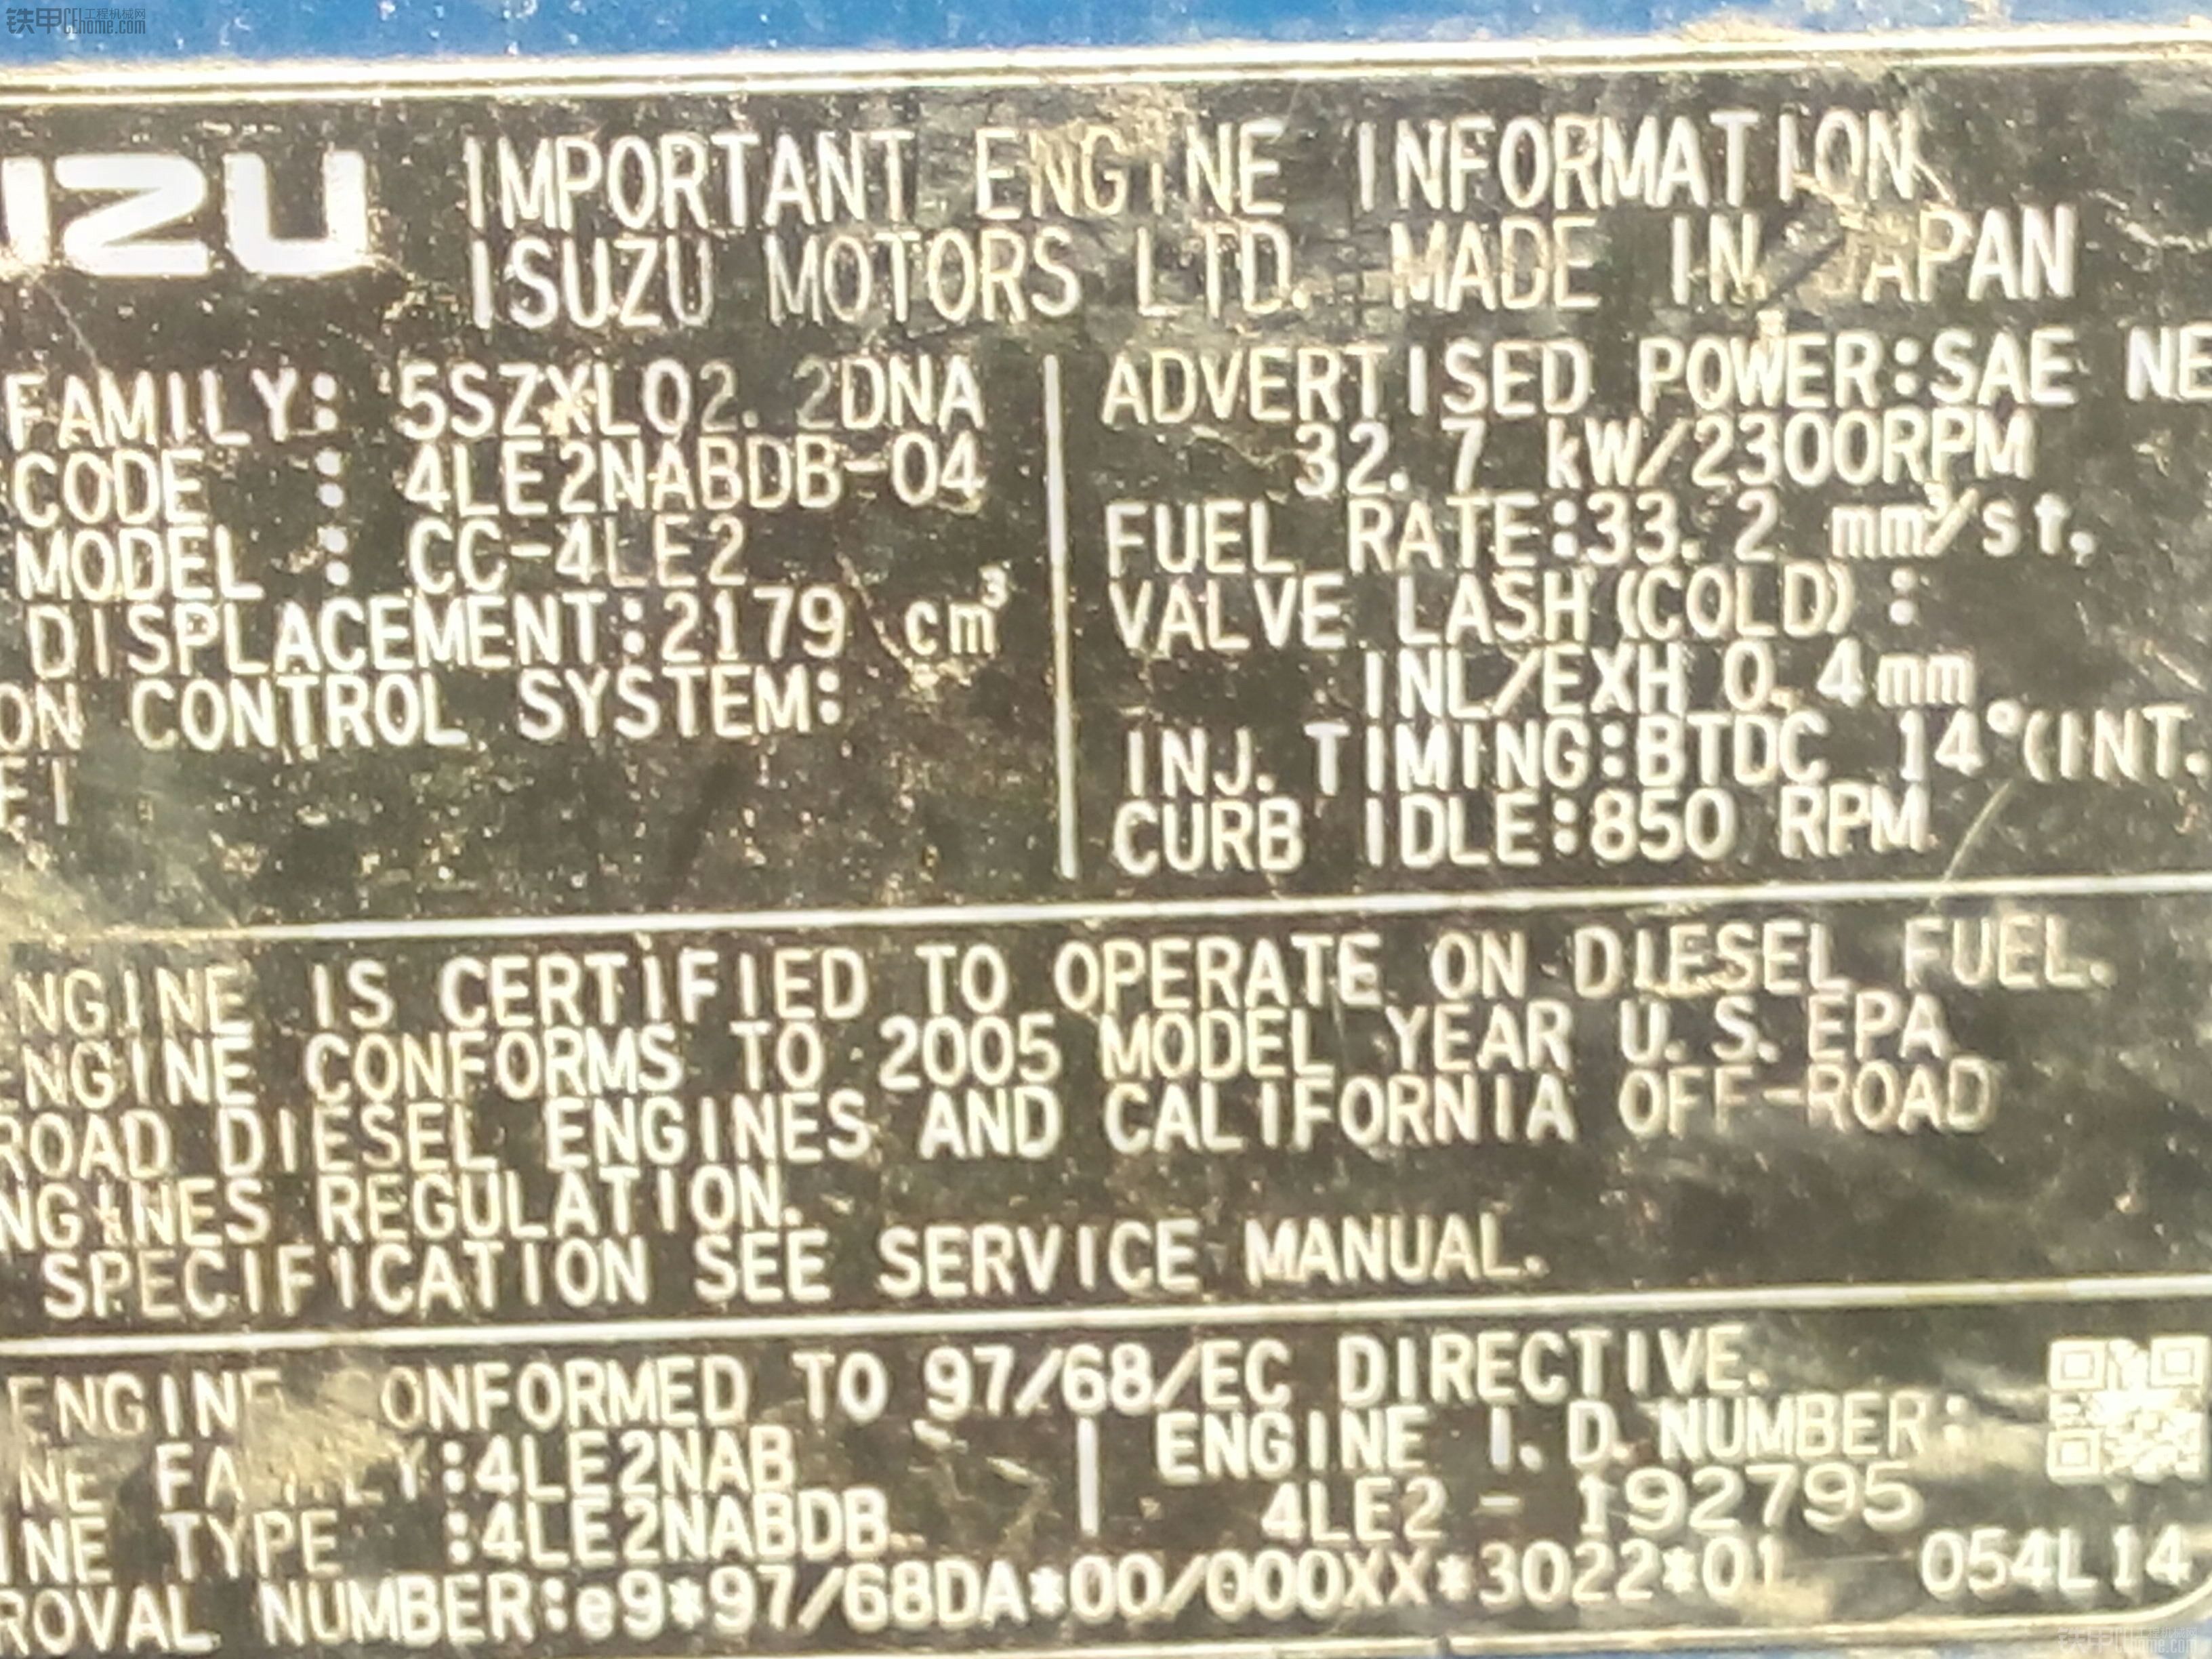 铁甲 工程机械网 CEhome.com
IZU IMPORTANT ENGINE INFORMATION
ISUZU MOTORS LTD. MADE IN JAPAN
FAMILY: 5SZXL02.2DNA
CODE : 4LE2NABDB-04
MODEL : CC-4LE2
DISPLACEMENT:2179 cm³
ON CONTROL SYSTEM:
ADVERTISED POWER:SAE NE
32.7 kW/2300RPM
FUEL RATE:33.2 mm³/st.
VALVE LASH(COLD):
INL/EXH 0.4mm
INJ. TIMING:BTDC 14°(INT.
CURB IDLE:850 RPM
NGINE IS CERTIFIED TO OPERATE ON DIESEL FUEL.
ENGINE CONFORMS TO 2005 MODEL YEAR U.S.EPA
ROAD DIESEL ENGINES AND CALIFORNIA OFF-ROAD
NGINES REGULATION.
SPECIFICATION SEE SERVICE MANUAL.
ENGINE CONFORMED TO 97/68/EC DIRECTIVE.
NE FAMILY:4LE2NAB
INE TYPE :4LE2NABDB
ENGINE I.D.NUMBER:
4LE2 - 192795
ROVAL NUMBER:e9*97/68DA*00/000XX*3022*01 054L14